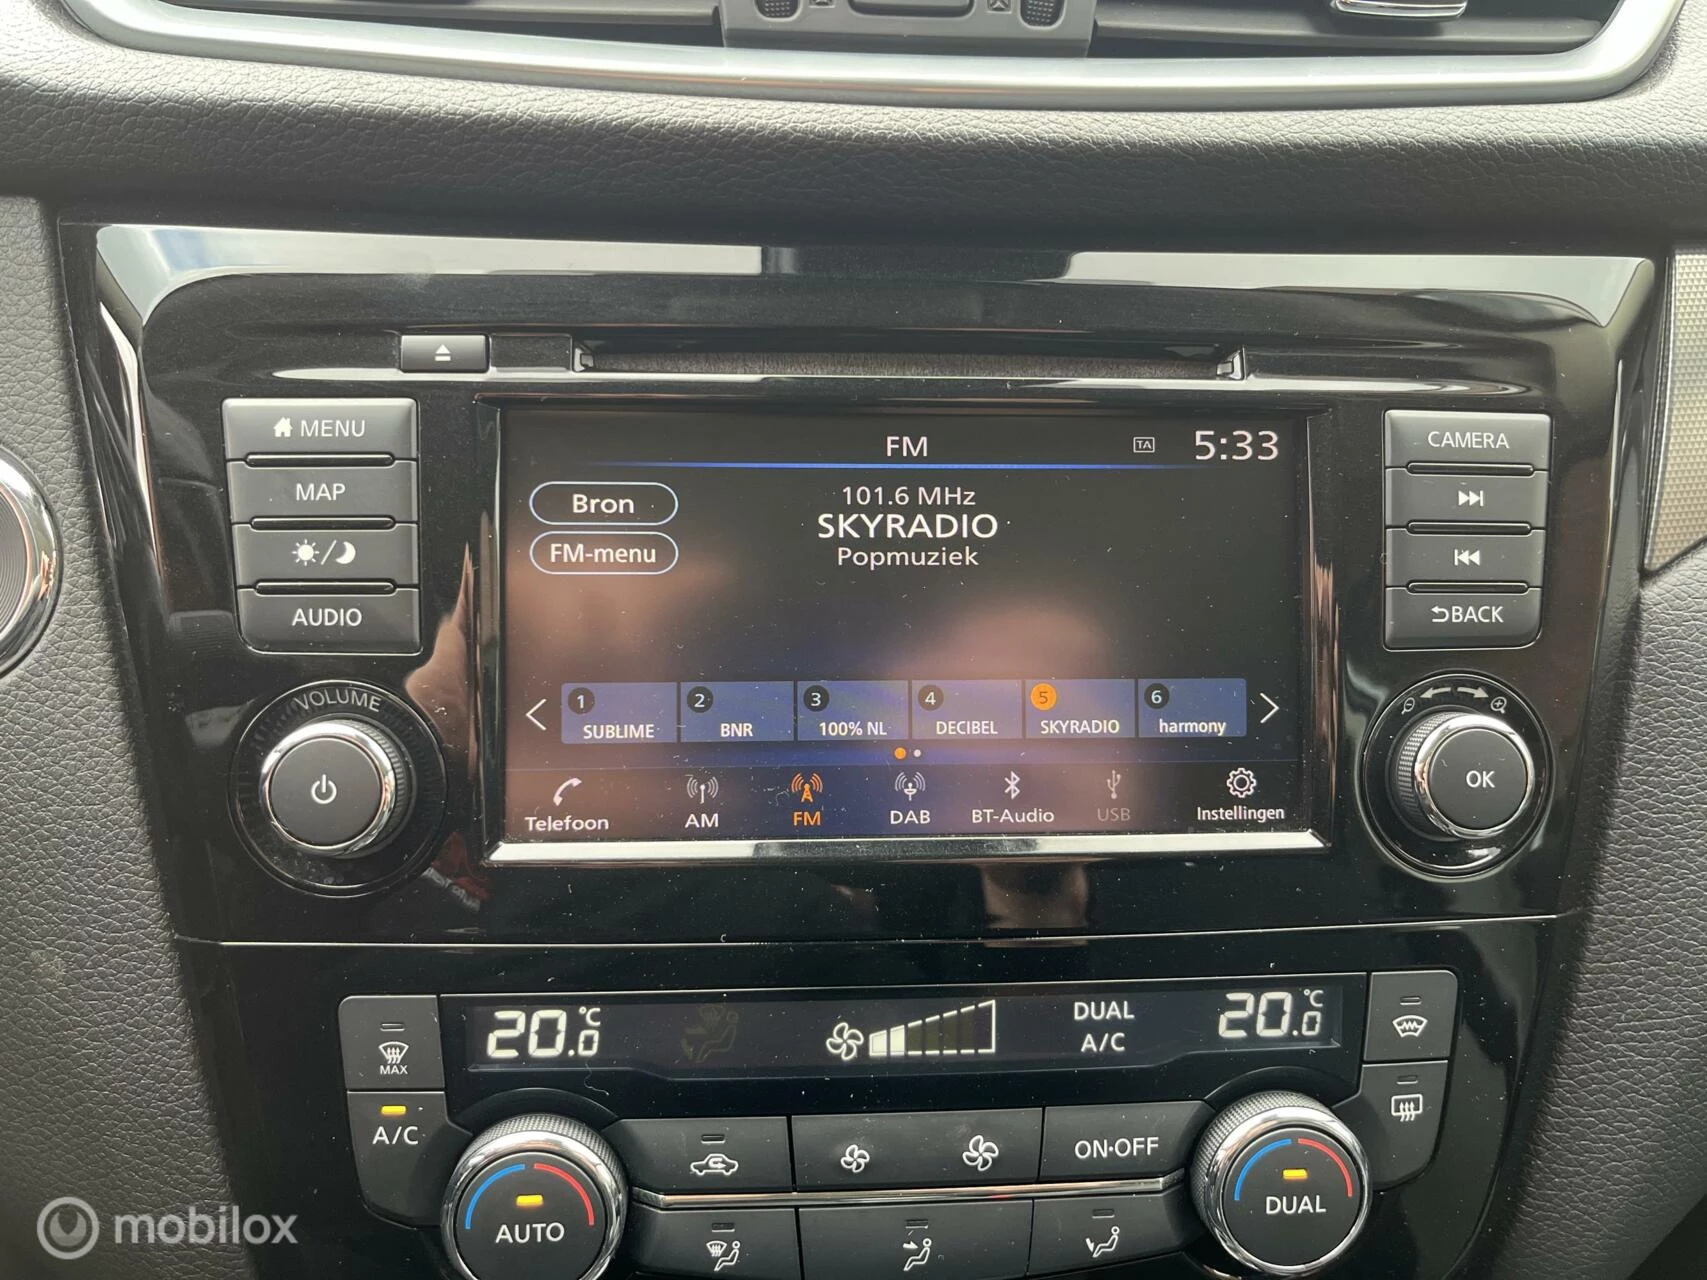 MENU
MAP
AUDIO
VOLUME
FM
TA
5:33
Bron
FM-menu
101.6 MHz
SKYRADIO
Popmuziek
1
SUBLIME
2
BNR
3
100% NL
4
DECIBEL
5
SKYRADIO
6
harmony
Telefoon
AM
FM
DAB
BT-Audio
USB
Instellingen
CAMERA
BACK
OK
20.0°C
DUAL
A/C
20.0°C
MAX
A/C
AUTO
ON·OFF
DUAL
mobilox